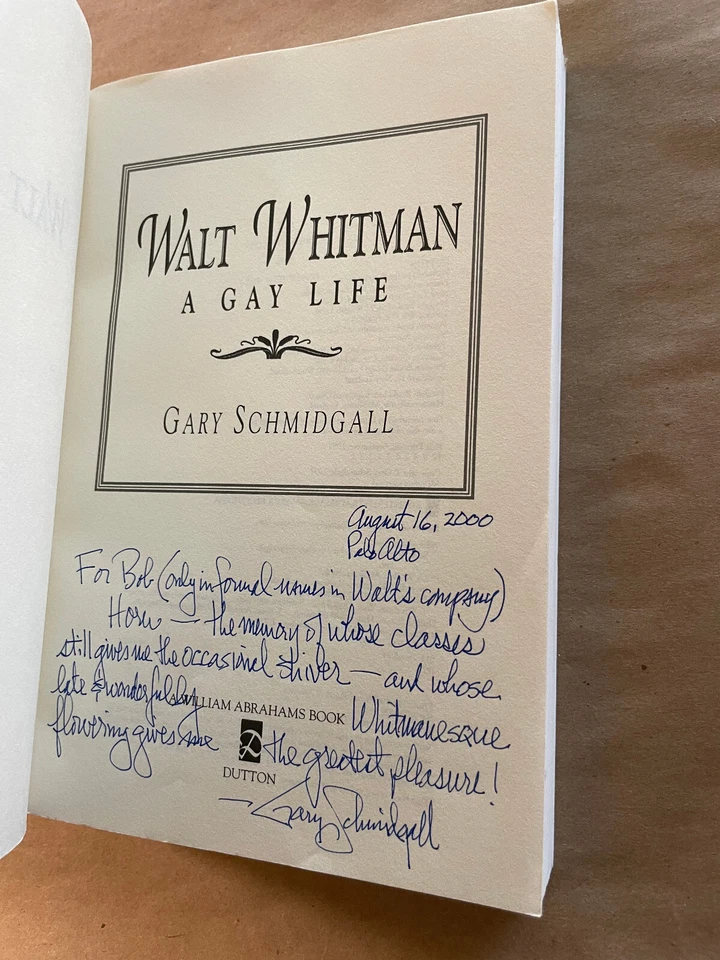 WALT WHITMAN
A GAY LIFE
GARY SCHMIDGALL
August 16, 2000
Palo Alto
For Bob (only informal names in Walt's company)
Horn — the memory of whose classes
still gives me the occasional shiver — and whose
late & wonderfully Whitmanesque
A WILLIAM ABRAHAMS BOOK
flowering gives me the greatest pleasure!
D
DUTTON
— Gary Schmidgall